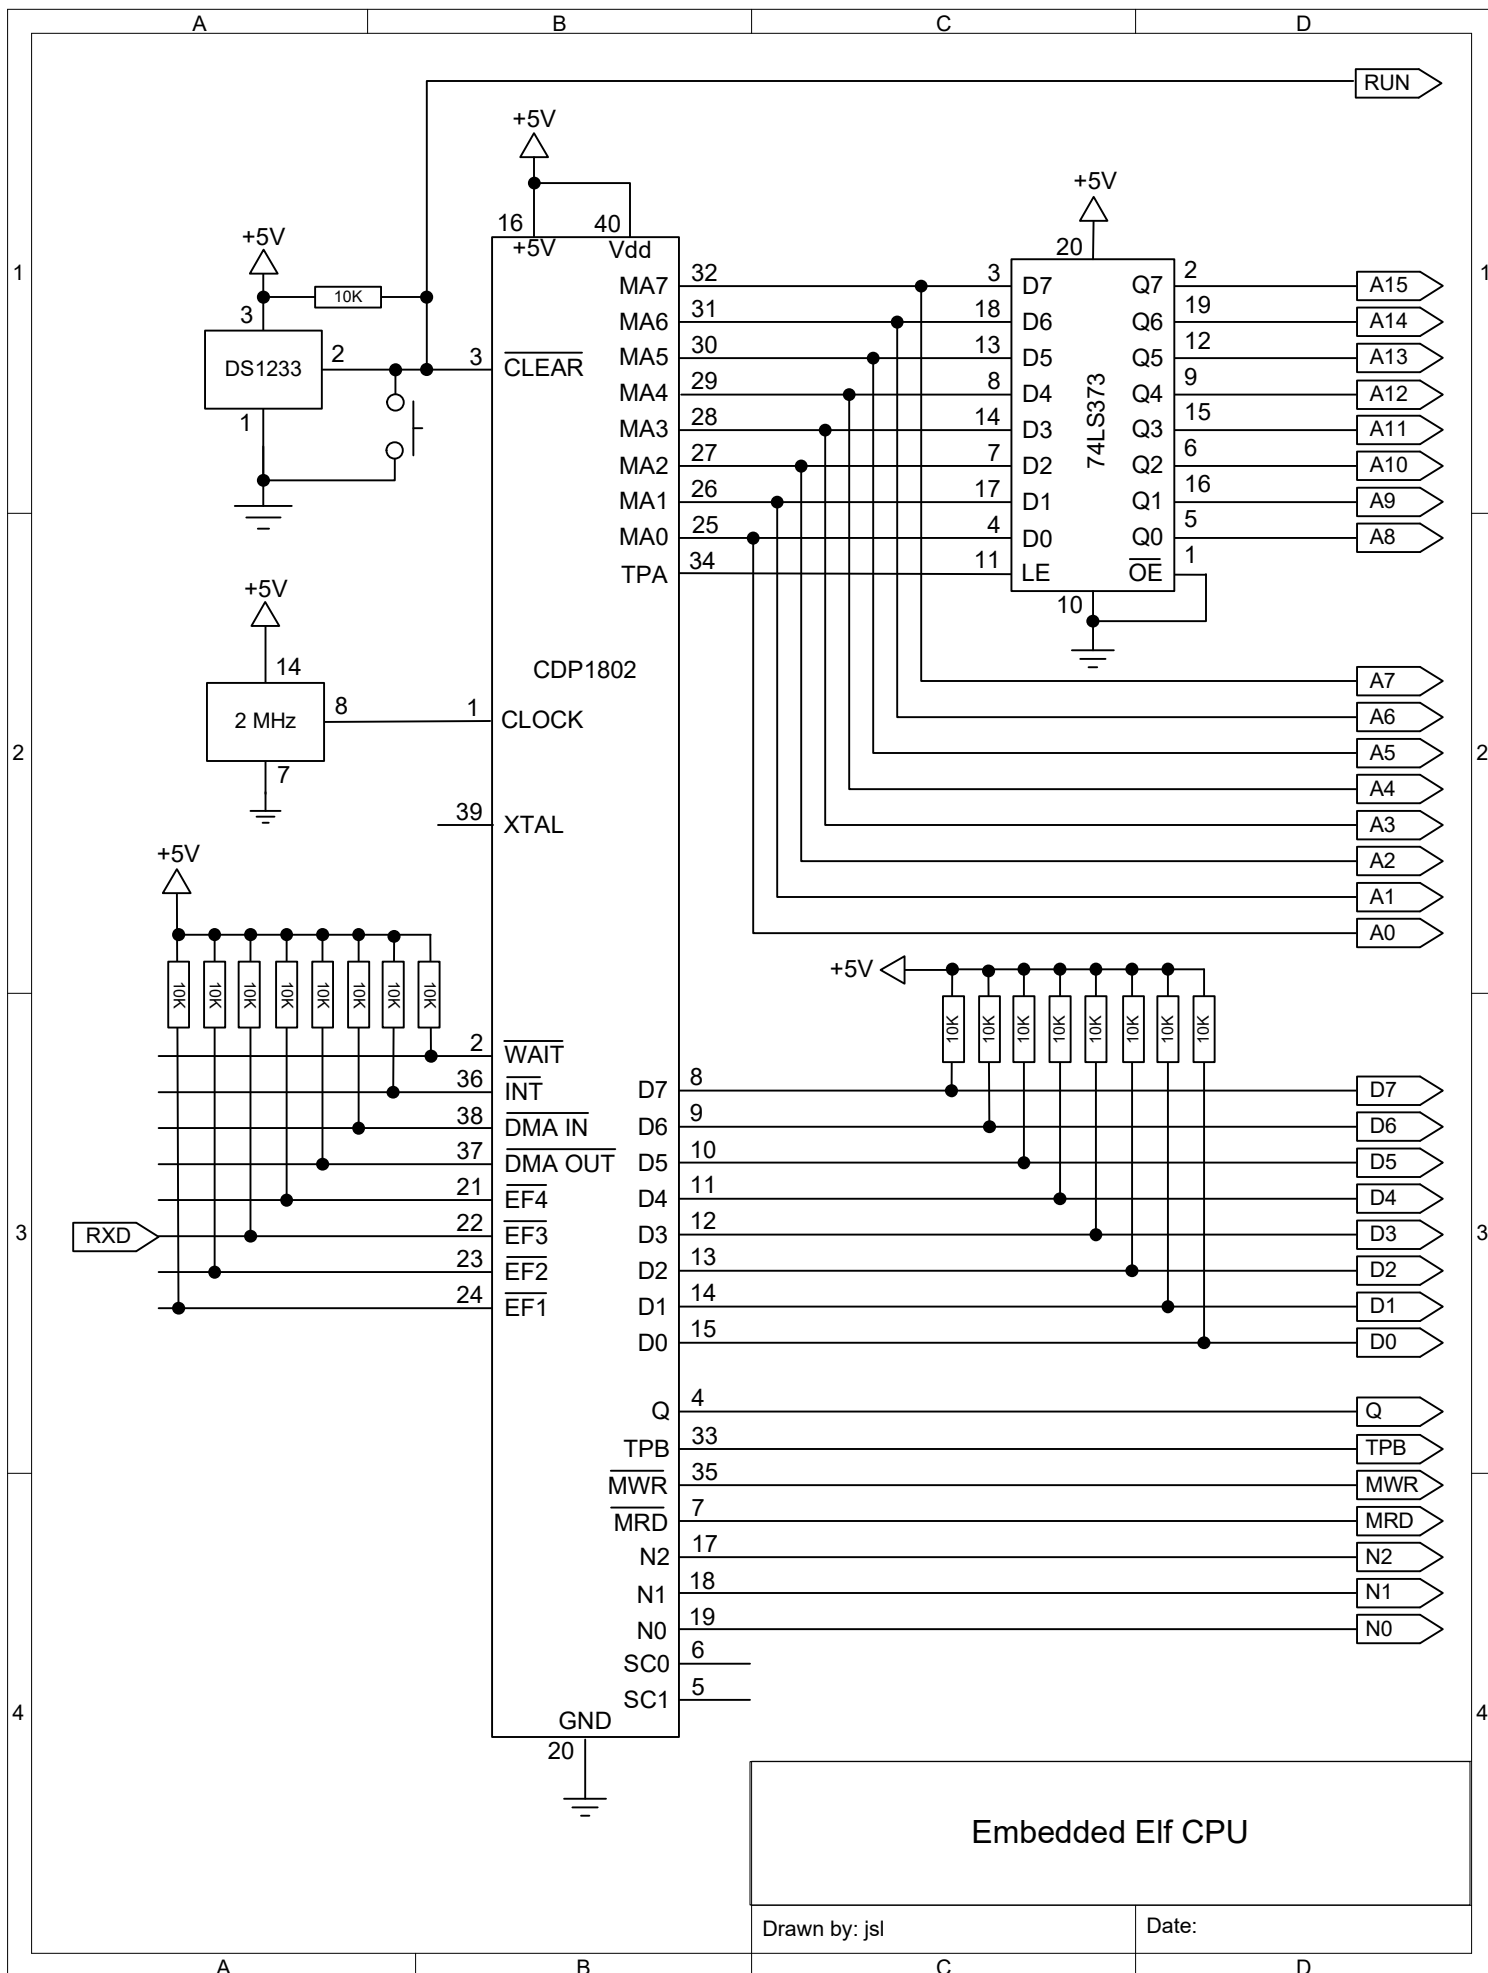 A B C D
RUN
+5V
+5V
16 40
+5V Vdd
+5V
20
1 1
+5V
10K
3
DS1233
2
1
3 CLEAR
MA7 32 3 D7 Q7 2 A15
MA6 31 18 D6 Q6 19 A14
MA5 30 13 D5 Q5 12 A13
MA4 29 8 D4 Q4 9 A12
MA3 28 14 D3 Q3 15 A11
MA2 27 7 D2 Q2 6 A10
MA1 26 17 D1 Q1 16 A9
MA0 25 4 D0 Q0 5 A8
TPA 34 11 LE OE 1
74LS373
10
+5V
14
2 MHz
8
7
CDP1802
1 CLOCK
39 XTAL
2 2
A7
A6
A5
A4
A3
A2
A1
A0
+5V
10K 10K 10K 10K 10K 10K 10K 10K
+5V
10K 10K 10K 10K 10K 10K 10K 10K
2 WAIT
36 INT
38 DMA IN
37 DMA OUT
21 EF4
RXD 22 EF3
23 EF2
24 EF1
3 3
D7 8 D7
D6 9 D6
D5 10 D5
D4 11 D4
D3 12 D3
D2 13 D2
D1 14 D1
D0 15 D0
Q 4 Q
TPB 33 TPB
MWR 35 MWR
MRD 7 MRD
N2 17 N2
N1 18 N1
N0 19 N0
SC0 6
SC1 5
4 4
GND
20
Embedded Elf CPU
Drawn by: jsl Date:
A B C D